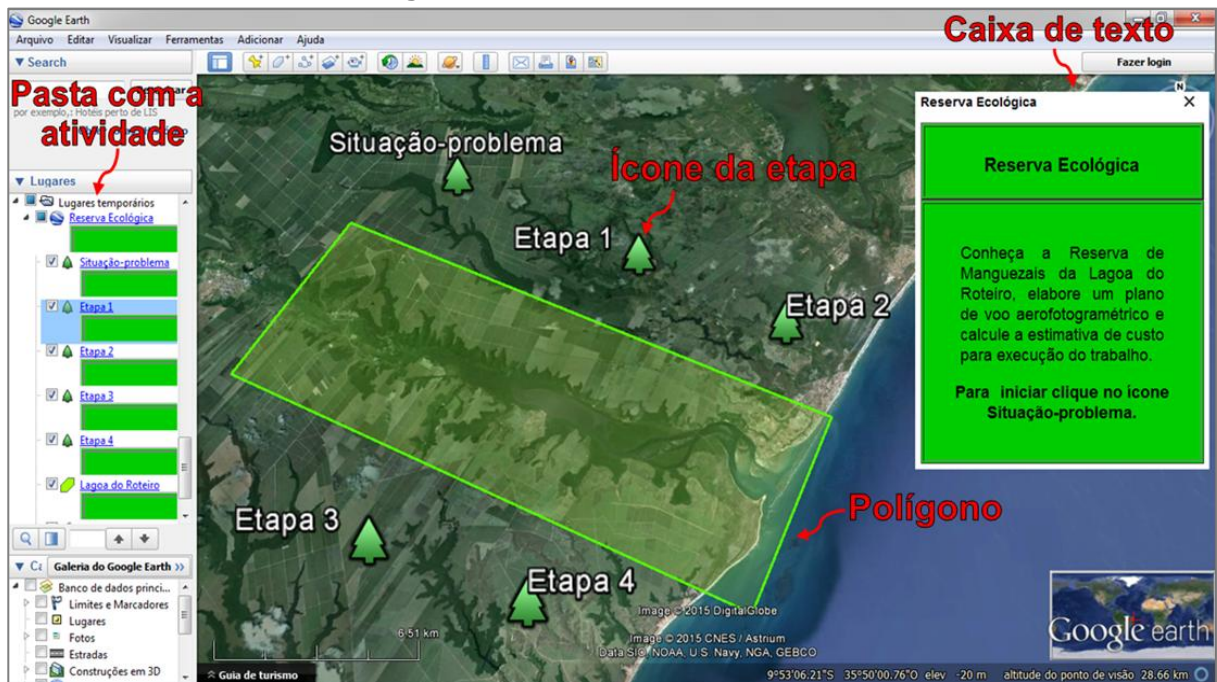 Google Earth
Arquivo Editar Visualizar Ferramentas Adicionar Ajuda
Search
Fazer login
Caixa de texto
Pasta com a
atividade
por exemplo,: Hotéis perto de LIS
N
Lugares
Lugares temporários
Reserva Ecológica
Situação-problema
Etapa 1
Etapa 2
Etapa 3
Etapa 4
Lagoa do Roteiro
Galeria do Google Earth >>
Banco de dados princi...
Limites e Marcadores
Lugares
Fotos
Estradas
Construções em 3D
Situação-problema
Ícone da etapa
Etapa 1
Etapa 2
Etapa 3
Etapa 4
Polígono
Reserva Ecológica
Reserva Ecológica
Conheça a Reserva de
Manguezais da Lagoa do
Roteiro, elabore um plano
de voo aerofotogramétrico e
calcule a estimativa de custo
para execução do trabalho.
Para iniciar clique no ícone
Situação-problema.
6.51 km
Image © 2015 DigitalGlobe
Image © 2015 CNES / Astrium
Data SIO, NOAA, U.S. Navy, NGA, GEBCO
Google earth
Guia de turismo
9°53'06.21"S 35°50'00.76"O elev -20 m altitude do ponto de visão 28.66 km